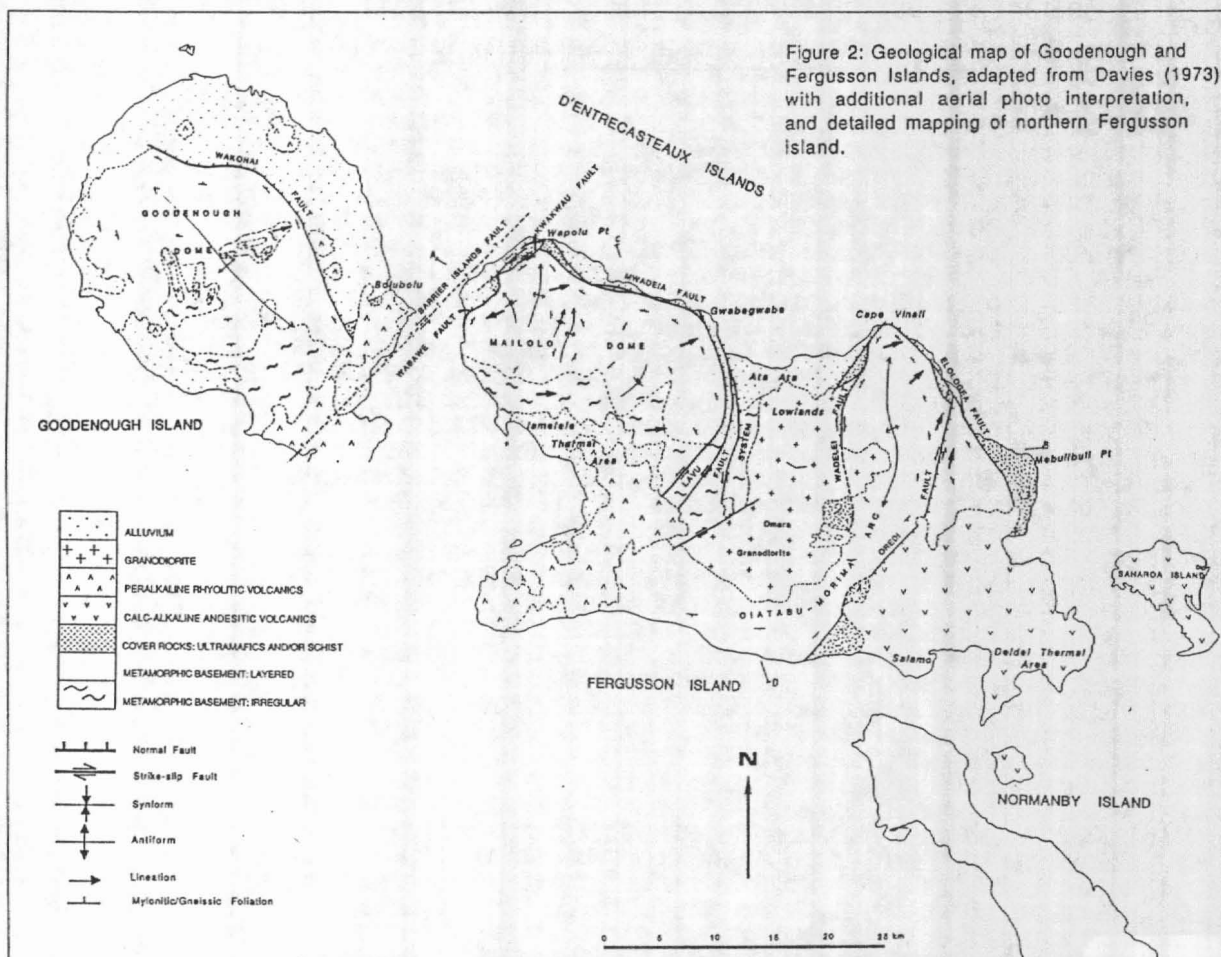 Figure 2: Geological map of Goodenough and
Fergusson Islands, adapted from Davies (1973)
with additional aerial photo interpretation,
and detailed mapping of northern Fergusson
Island.
D'ENTRECASTEAUX ISLANDS
WAKONAI
FAULT
GOODENOUGH
DOME
Bolubolu
BARRIER ISLANDS FAULT
WAKAWE FAULT
KWAKYAU FAULT
Wapolu Pt
C
MWADEIA FAULT
Gwabegwabe
MAILOLO DOME
Cape Vinall
Ata Ata
Lowlands
ELOLOGEA FAULT
B
Mebulibuli Pt
GOODENOUGH ISLAND
Iamelele
Thermal
Area
LAVU
FAULT
SYSTEM
WADELEI
FAULT
Omara
Granodiorite
OREDI
FAULT
OIATABU-MORIMA
ARC
SANAROA ISLAND
Salamo
Deidei Thermal
Area
FERGUSSON ISLAND
D
NORMANBY ISLAND
ALLUVIUM
GRANODIORITE
PERALKALINE RHYOLITIC VOLCANICS
CALC-ALKALINE ANDESITIC VOLCANICS
COVER ROCKS: ULTRAMAFICS AND/OR SCHIST
METAMORPHIC BASEMENT: LAYERED
METAMORPHIC BASEMENT: IRREGULAR
Normal Fault
Strike-slip Fault
Synform
Antiform
Lineation
Mylonitic/Gneissic Foliation
N
0 5 10 15 20 25 km